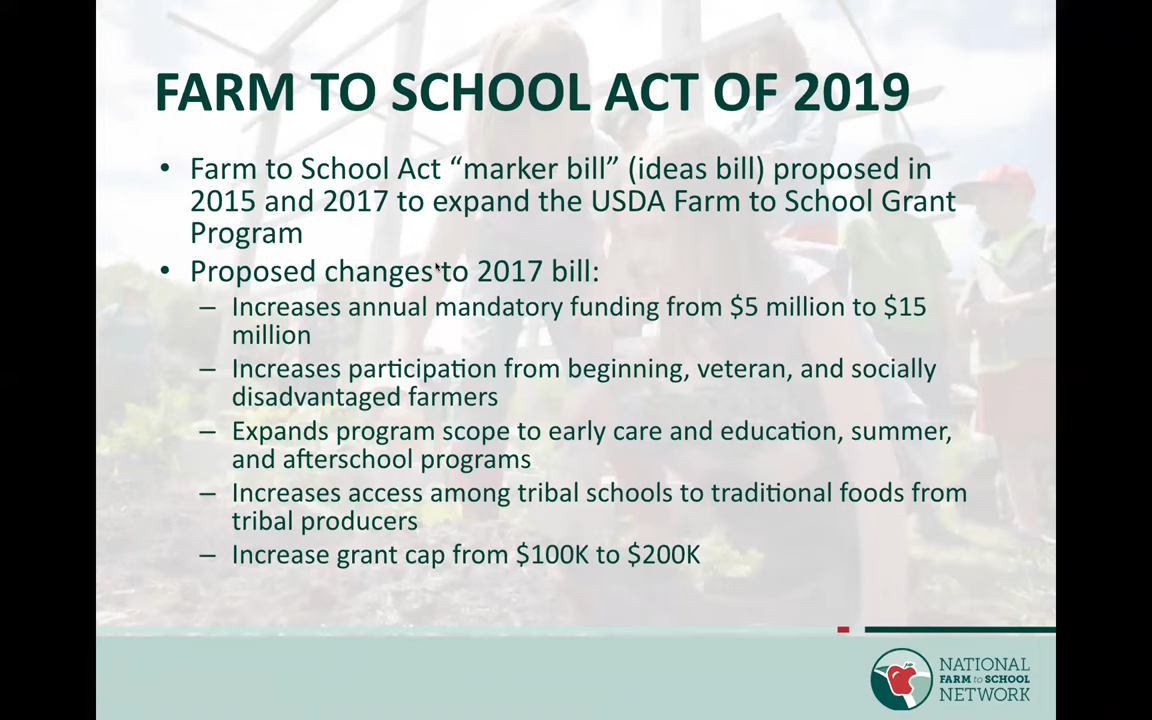 FARM TO SCHOOL ACT OF 2019
• Farm to School Act “marker bill” (ideas bill) proposed in
2015 and 2017 to expand the USDA Farm to School Grant
Program
• Proposed changes to 2017 bill:
– Increases annual mandatory funding from $5 million to $15
million
– Increases participation from beginning, veteran, and socially
disadvantaged farmers
– Expands program scope to early care and education, summer,
and afterschool programs
– Increases access among tribal schools to traditional foods from
tribal producers
– Increase grant cap from $100K to $200K
NATIONAL
FARM to SCHOOL
NETWORK